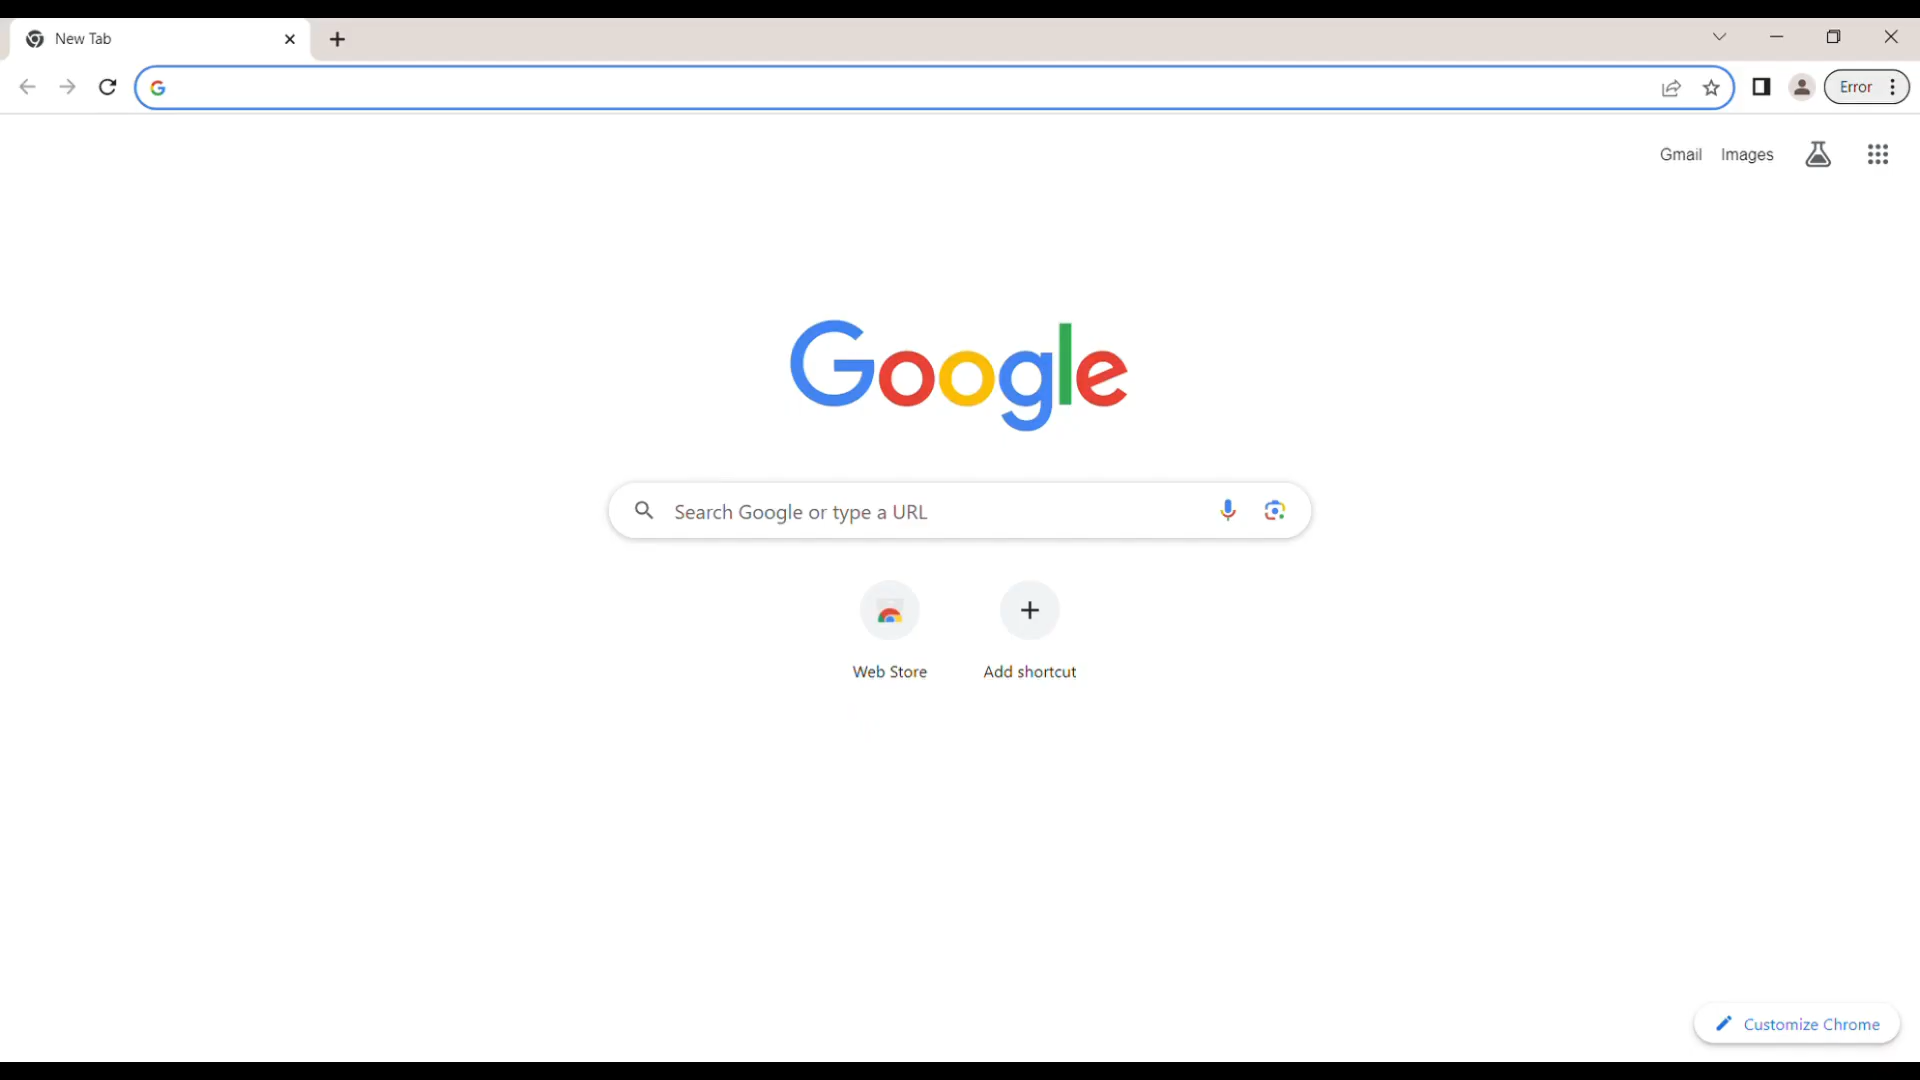 New Tab
Error
Gmail Images
Google
Search Google or type a URL
Web Store Add shortcut
Customize Chrome